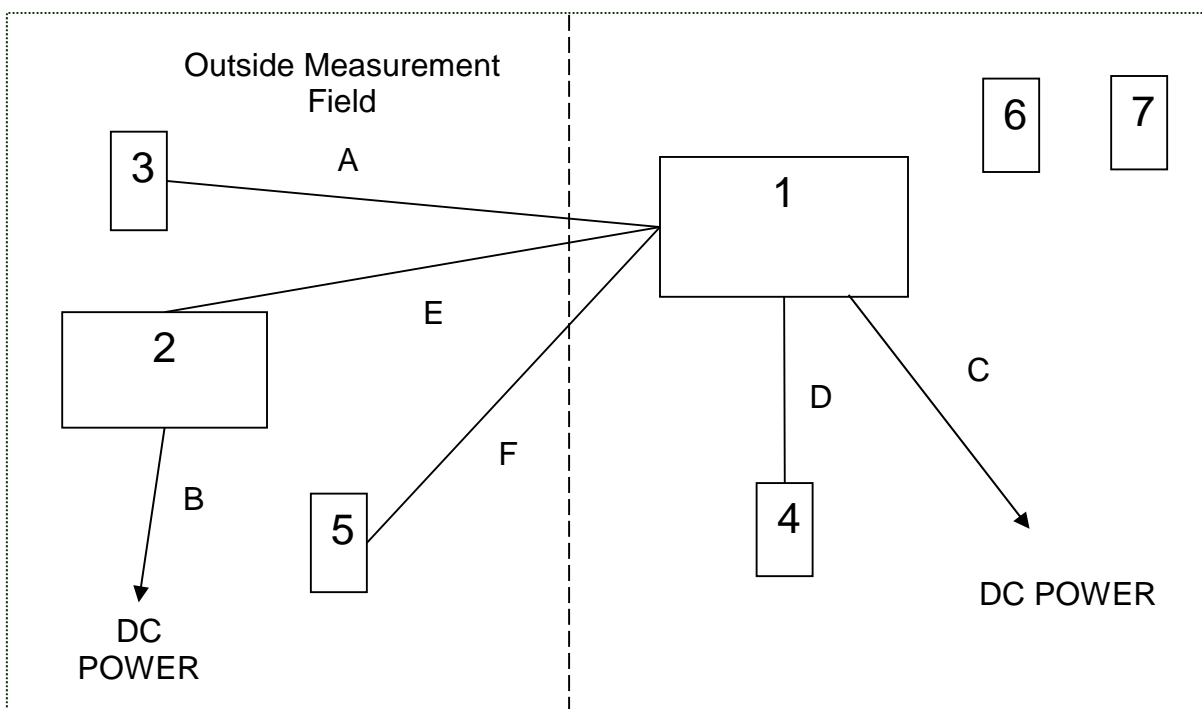 Outside Measurement
Field
6
7
3
A
1
E
2
C
D
F
B
5
4
DC POWER
DC
POWER